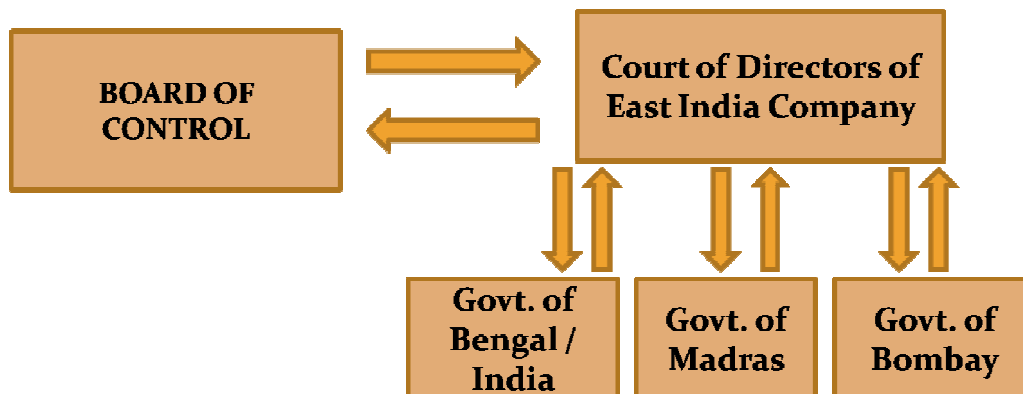 BOARD OF
CONTROL
Court of Directors of
East India Company
Govt. of
Bengal /
India
Govt. of
Madras
Govt. of
Bombay